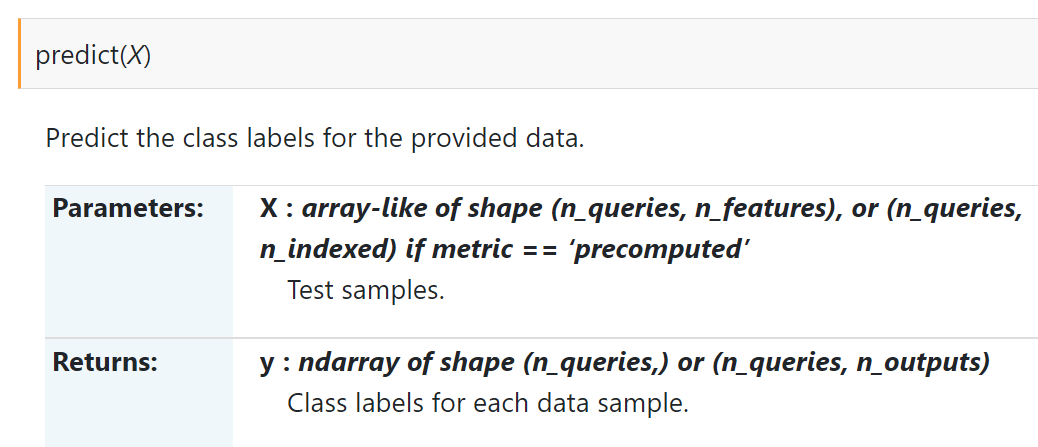 predict(X)
Predict the class labels for the provided data.
Parameters:
X : array-like of shape (n_queries, n_features), or (n_queries,
n_indexed) if metric == ‘precomputed’
Test samples.
Returns:
y : ndarray of shape (n_queries,) or (n_queries, n_outputs)
Class labels for each data sample.